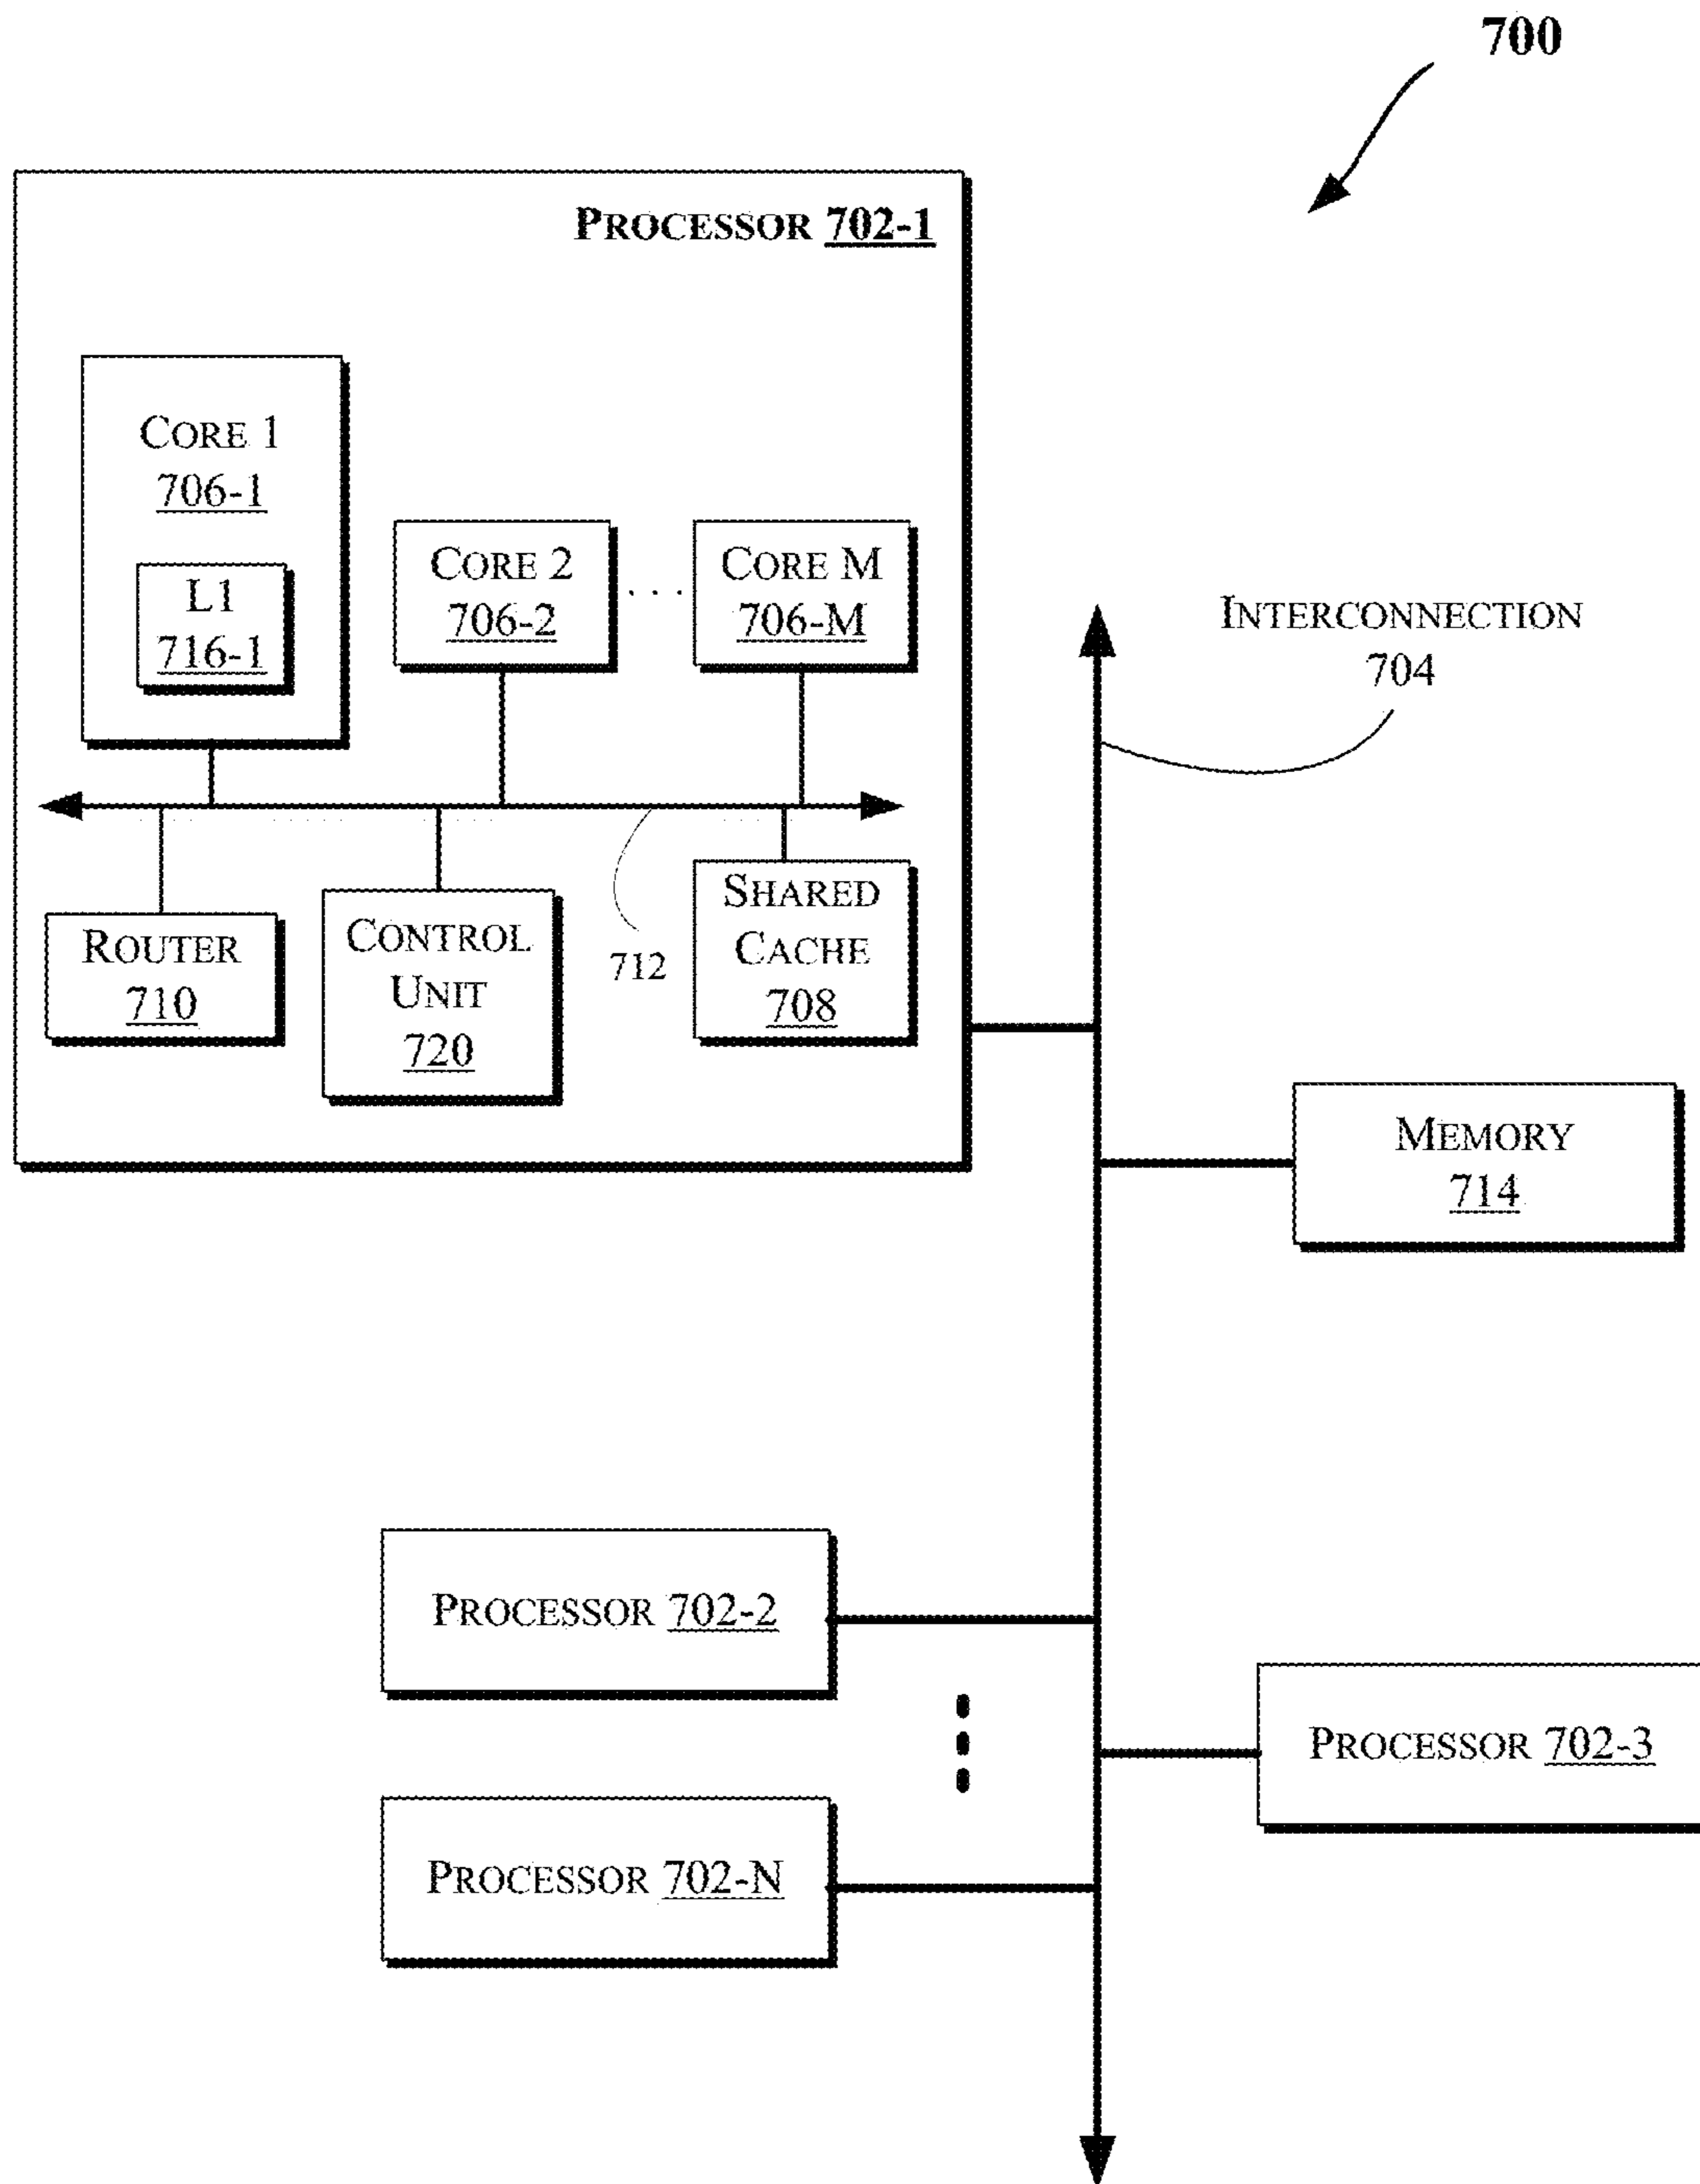 700
PROCESSOR 702-1
CORE 1
706-1
L1
716-1
CORE 2
706-2
. . .
CORE M
706-M
ROUTER
710
CONTROL
UNIT
720
712
SHARED
CACHE
708
INTERCONNECTION
704
MEMORY
714
PROCESSOR 702-2
PROCESSOR 702-3
PROCESSOR 702-N